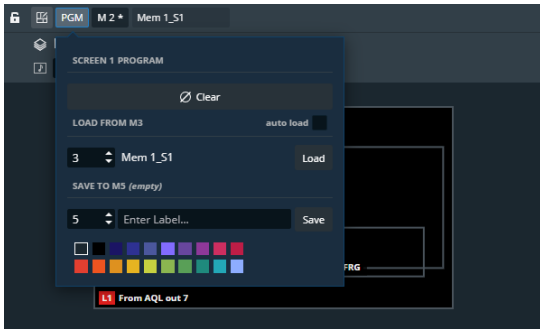 PGM M 2 * Mem 1_S1
SCREEN 1 PROGRAM
Clear
LOAD FROM M3 auto load
3 Mem 1_S1 Load
SAVE TO M5 (empty)
5 Enter Label... Save
FRG
L1 From AQL out 7